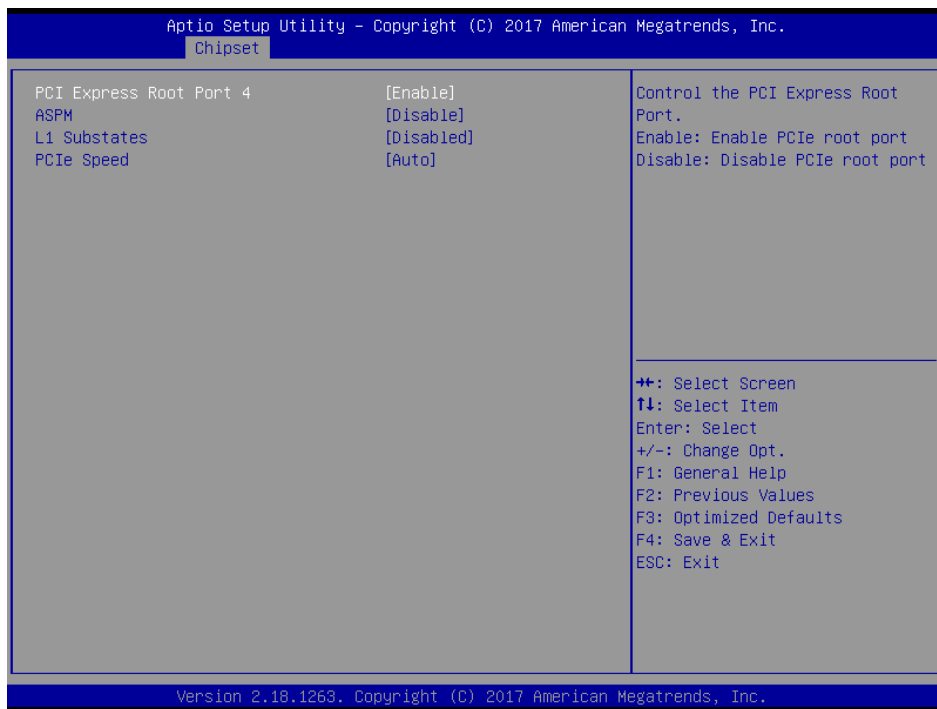 Aptio Setup Utility – Copyright (C) 2017 American Megatrends, Inc.
Chipset
PCI Express Root Port 4 [Enable]
ASPM [Disable]
L1 Substates [Disabled]
PCIe Speed [Auto]
Control the PCI Express Root
Port.
Enable: Enable PCIe root port
Disable: Disable PCIe root port
→←: Select Screen
↑↓: Select Item
Enter: Select
+/-: Change Opt.
F1: General Help
F2: Previous Values
F3: Optimized Defaults
F4: Save & Exit
ESC: Exit
Version 2.18.1263. Copyright (C) 2017 American Megatrends, Inc.